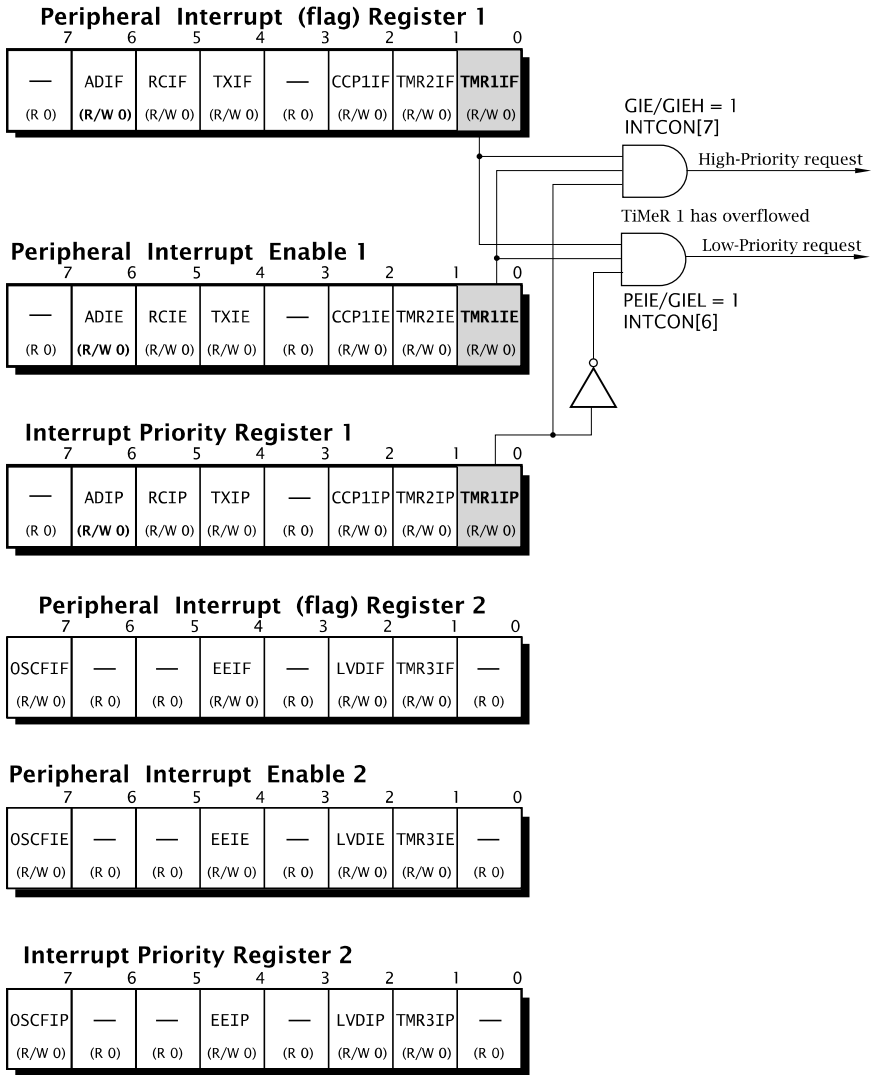 Peripheral Interrupt (flag) Register 1
7 6 5 4 3 2 1 0
— ADIF RCIF TXIF — CCP1IF TMR2IF TMR1IF
(R 0) (R/W 0) (R/W 0) (R/W 0) (R 0) (R/W 0) (R/W 0) (R/W 0)
GIE/GIEH = 1
INTCON[7]
High-Priority request
TiMeR 1 has overflowed
Low-Priority request
PEIE/GIEL = 1
INTCON[6]
Peripheral Interrupt Enable 1
7 6 5 4 3 2 1 0
— ADIE RCIE TXIE — CCP1IE TMR2IE TMR1IE
(R 0) (R/W 0) (R/W 0) (R/W 0) (R 0) (R/W 0) (R/W 0) (R/W 0)
Interrupt Priority Register 1
7 6 5 4 3 2 1 0
— ADIP RCIP TXIP — CCP1IP TMR2IP TMR1IP
(R 0) (R/W 0) (R/W 0) (R/W 0) (R 0) (R/W 0) (R/W 0) (R/W 0)
Peripheral Interrupt (flag) Register 2
7 6 5 4 3 2 1 0
OSCFIF — — EEIF — LVDIF TMR3IF —
(R/W 0) (R 0) (R 0) (R/W 0) (R 0) (R/W 0) (R/W 0) (R 0)
Peripheral Interrupt Enable 2
7 6 5 4 3 2 1 0
OSCFIE — — EEIE — LVDIE TMR3IE —
(R/W 0) (R 0) (R 0) (R/W 0) (R 0) (R/W 0) (R/W 0) (R 0)
Interrupt Priority Register 2
7 6 5 4 3 2 1 0
OSCFIP — — EEIP — LVDIP TMR3IP —
(R/W 0) (R 0) (R 0) (R/W 0) (R 0) (R/W 0) (R/W 0) (R 0)